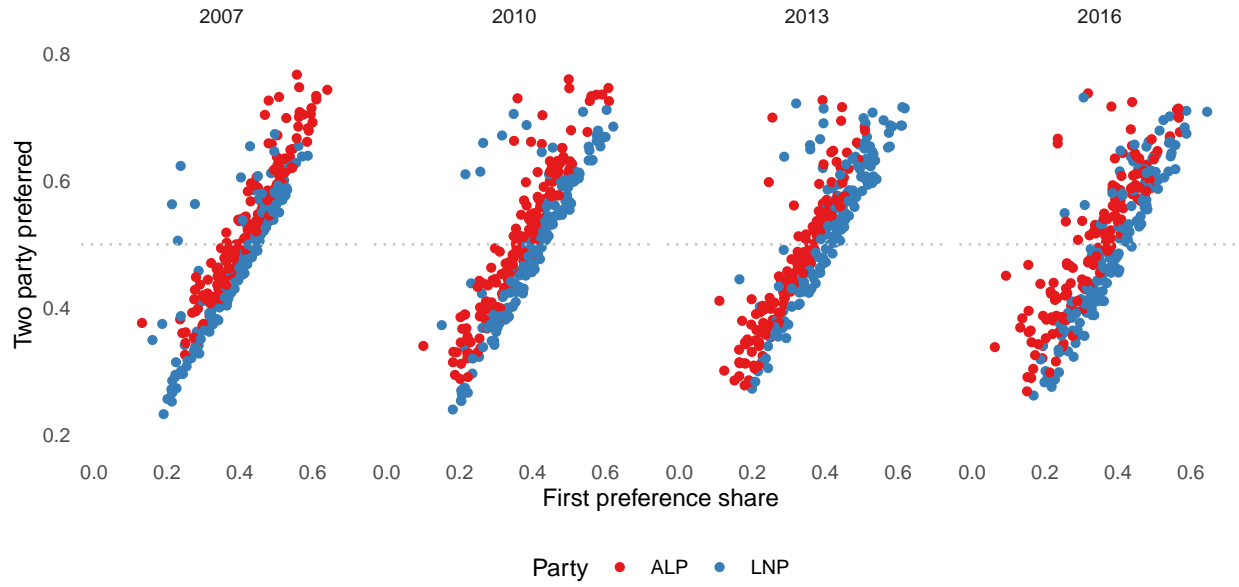 2007 2010 2013 2016
0.8
0.6
0.4
0.2
Two party preferred
0.0 0.2 0.4 0.6 0.0 0.2 0.4 0.6 0.0 0.2 0.4 0.6 0.0 0.2 0.4 0.6
First preference share
Party ALP LNP